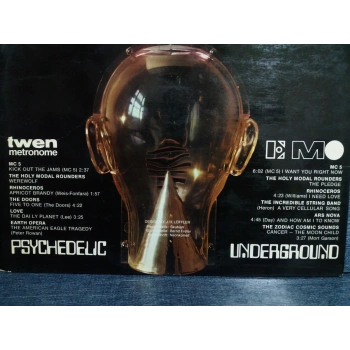 twen
metronome
MC 5
KICK OUT THE JAMS (MC 5) 2:37
THE HOLY MODAL ROUNDERS
WEREWOLF
RHINOCEROS
APRICOT BRANDY (Weis-Fonfara) 1:57
THE DOORS
FIVE TO ONE (The Doors) 4:22
LOVE
THE DAILY PLANET (Lee) 3:25
EARTH OPERA
THE AMERICAN EAGLE TRAGEDY
(Peter Rowan)
PSYCHEDELIC
E M
MC 5
6:02 (MC 5) I WANT YOU RIGHT NOW
THE HOLY MODAL ROUNDERS
THE PLEDGE
RHINOCEROS
4:23 (Williams) I NEED LOVE
THE INCREDIBLE STRING BAND
(Heron) A VERY CELLULAR SONG
ARS NOVA
4:45 (Day) AND HOW AM I TO KNOW
THE ZODIAC COSMIC SOUNDS
CANCER - THE MOON CHILD
3:27 (Mort Garson)
UNDERGROUND